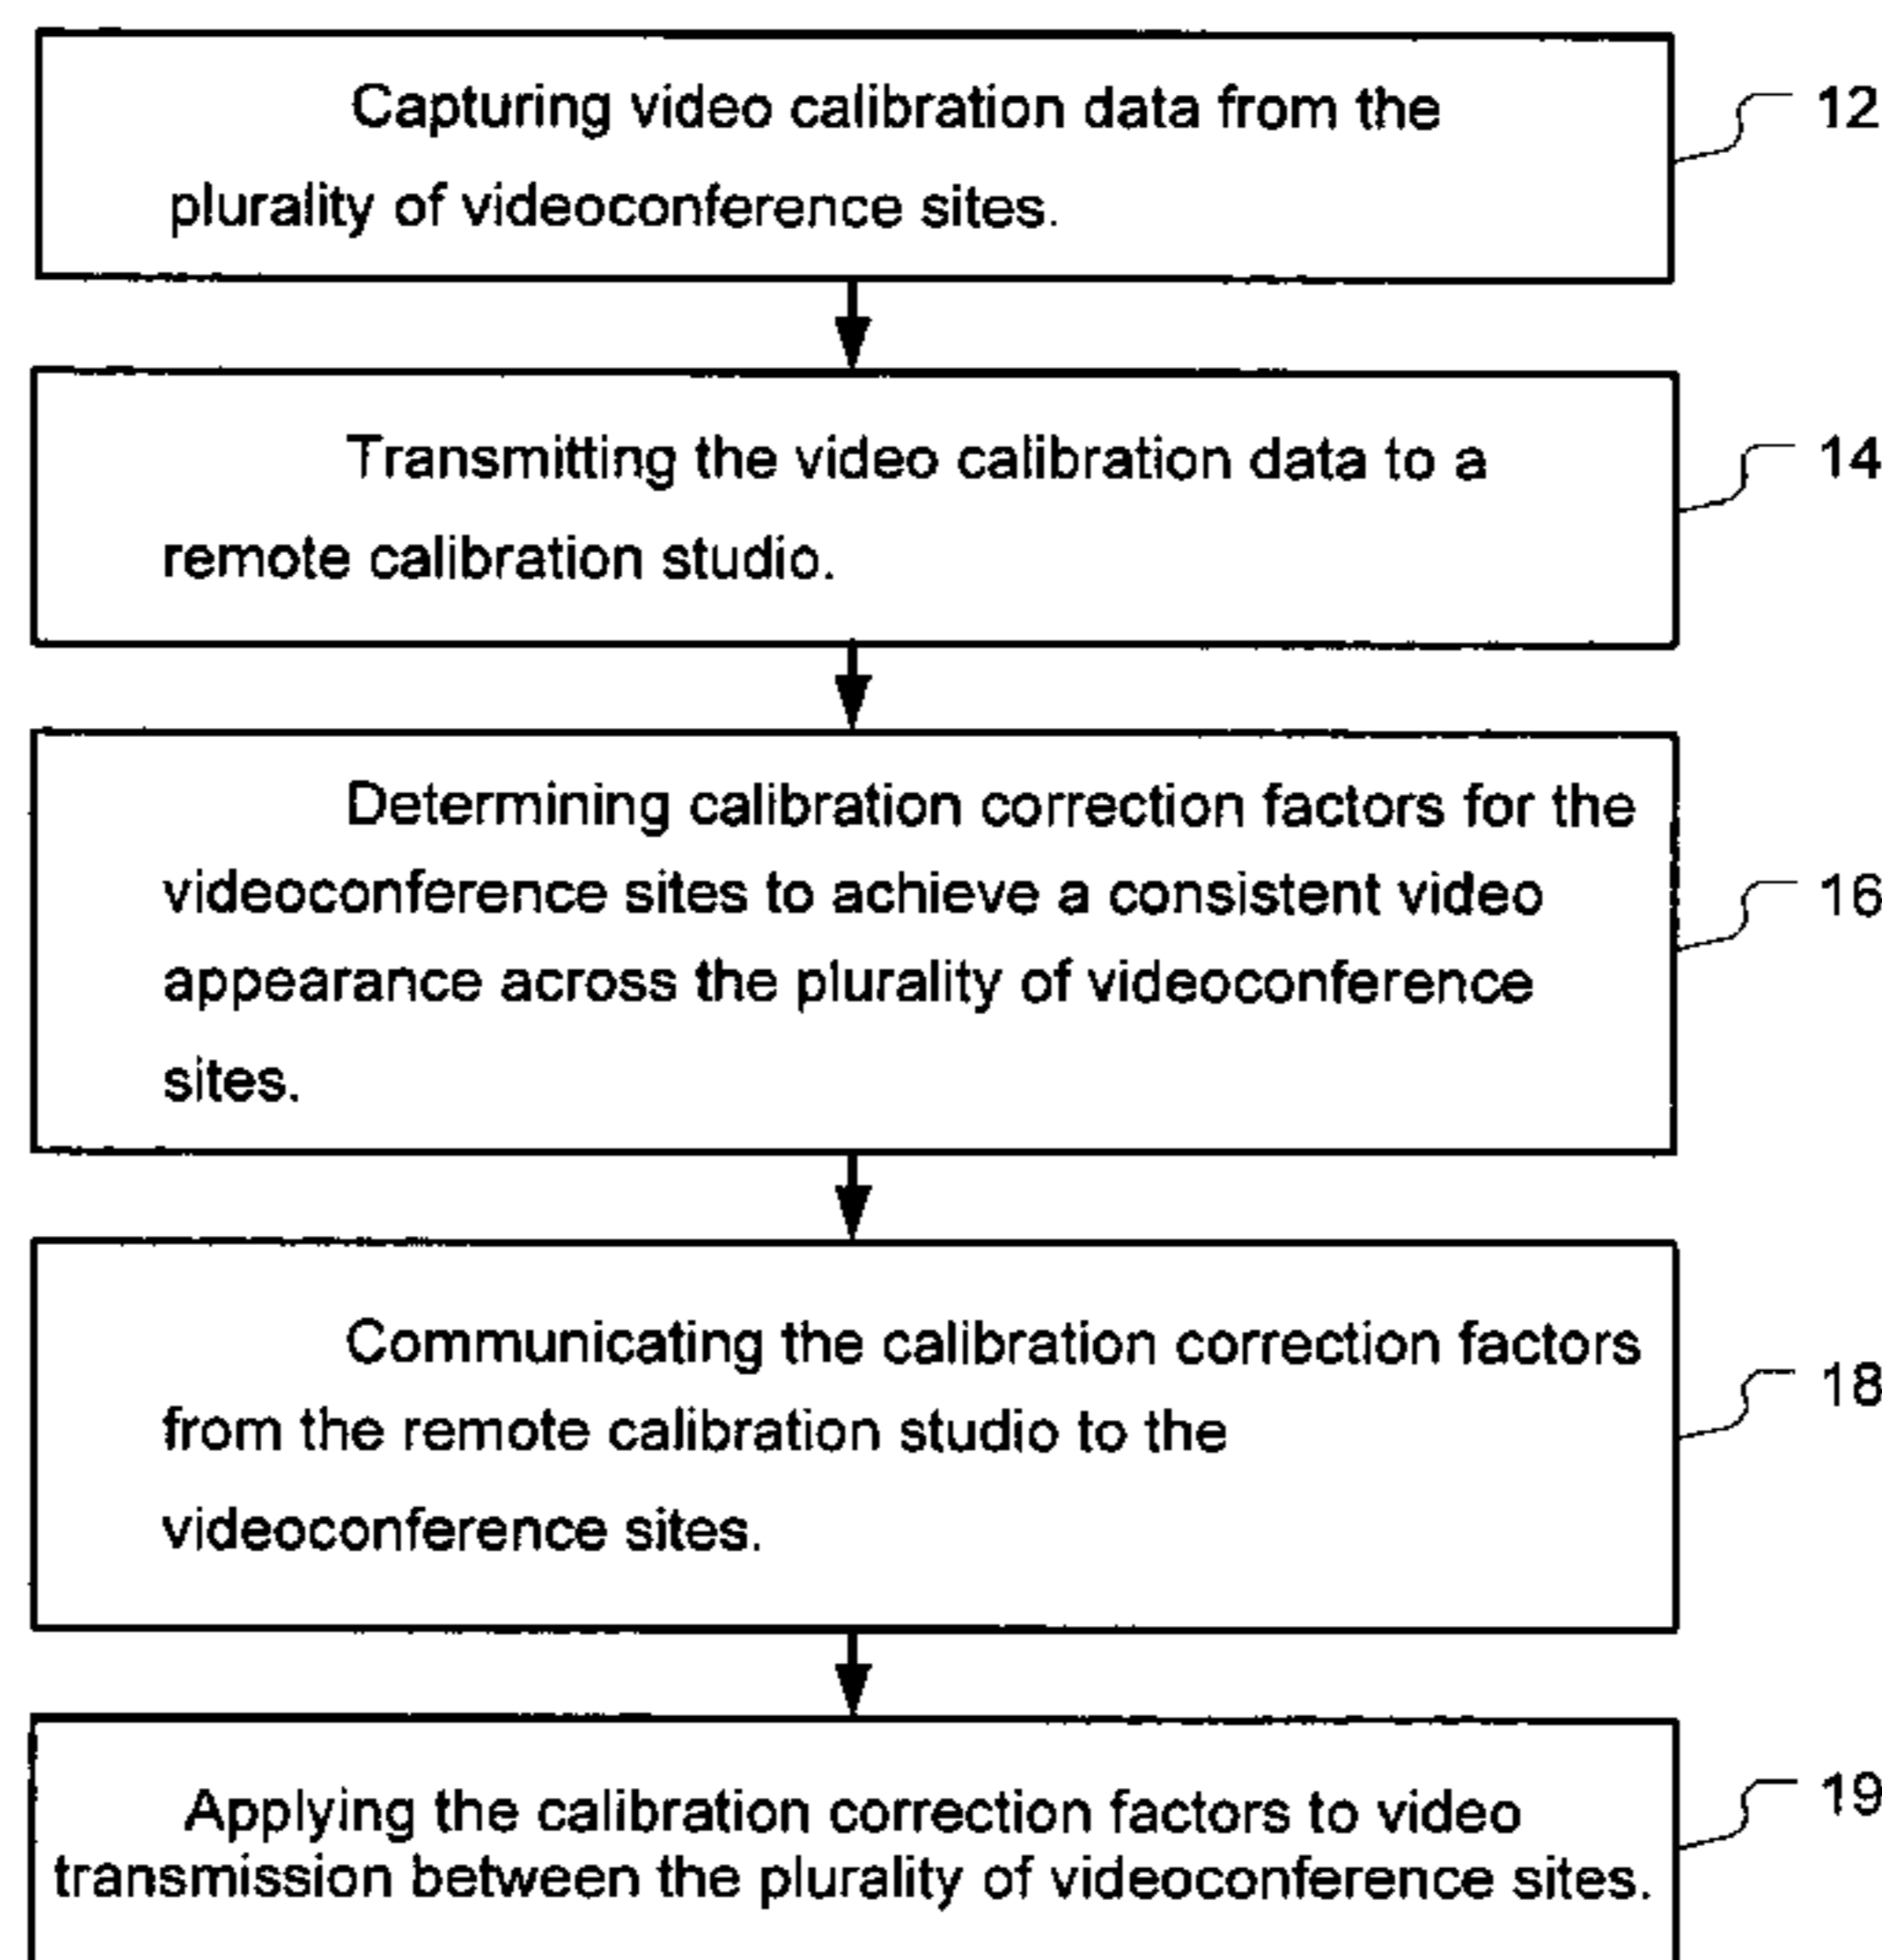 Capturing video calibration data from the
plurality of videoconference sites.
12
Transmitting the video calibration data to a
remote calibration studio.
14
Determining calibration correction factors for the
videoconference sites to achieve a consistent video
appearance across the plurality of videoconference
sites.
16
Communicating the calibration correction factors
from the remote calibration studio to the
videoconference sites.
18
Applying the calibration correction factors to video
transmission between the plurality of videoconference sites.
19